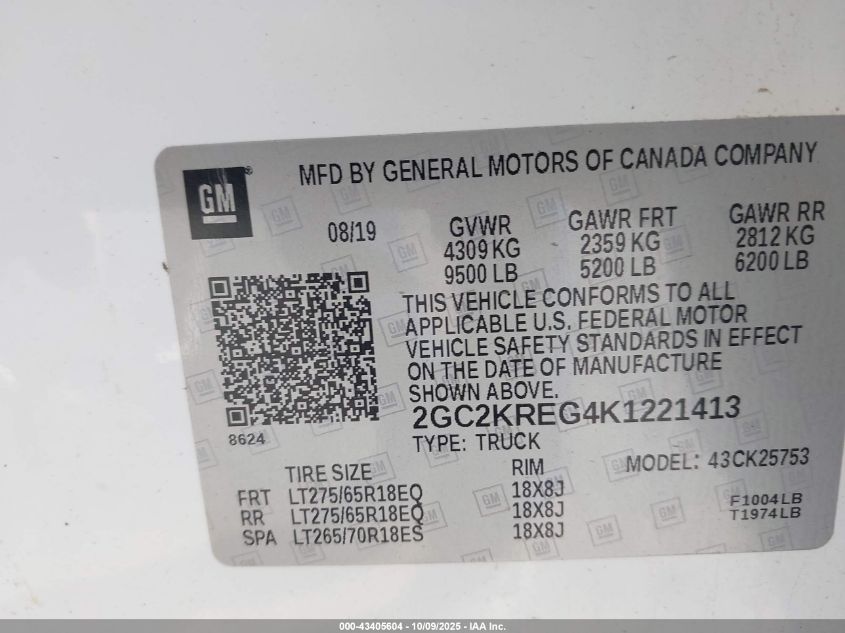 GM
MFD BY GENERAL MOTORS OF CANADA COMPANY
08/19
GVWR
4309 KG
9500 LB
GAWR FRT
2359 KG
5200 LB
GAWR RR
2812 KG
6200 LB
THIS VEHICLE CONFORMS TO ALL
APPLICABLE U.S. FEDERAL MOTOR
VEHICLE SAFETY STANDARDS IN EFFECT
ON THE DATE OF MANUFACTURE
SHOWN ABOVE.
2GC2KREG4K1221413
8624
TYPE: TRUCK
MODEL: 43CK25753
TIRE SIZE RIM
FRT LT275/65R18EQ 18X8J
RR LT275/65R18EQ 18X8J
SPA LT265/70R18ES 18X8J
F1004LB
T1974LB
000-43405604 - 10/09/2025 - IAA Inc.